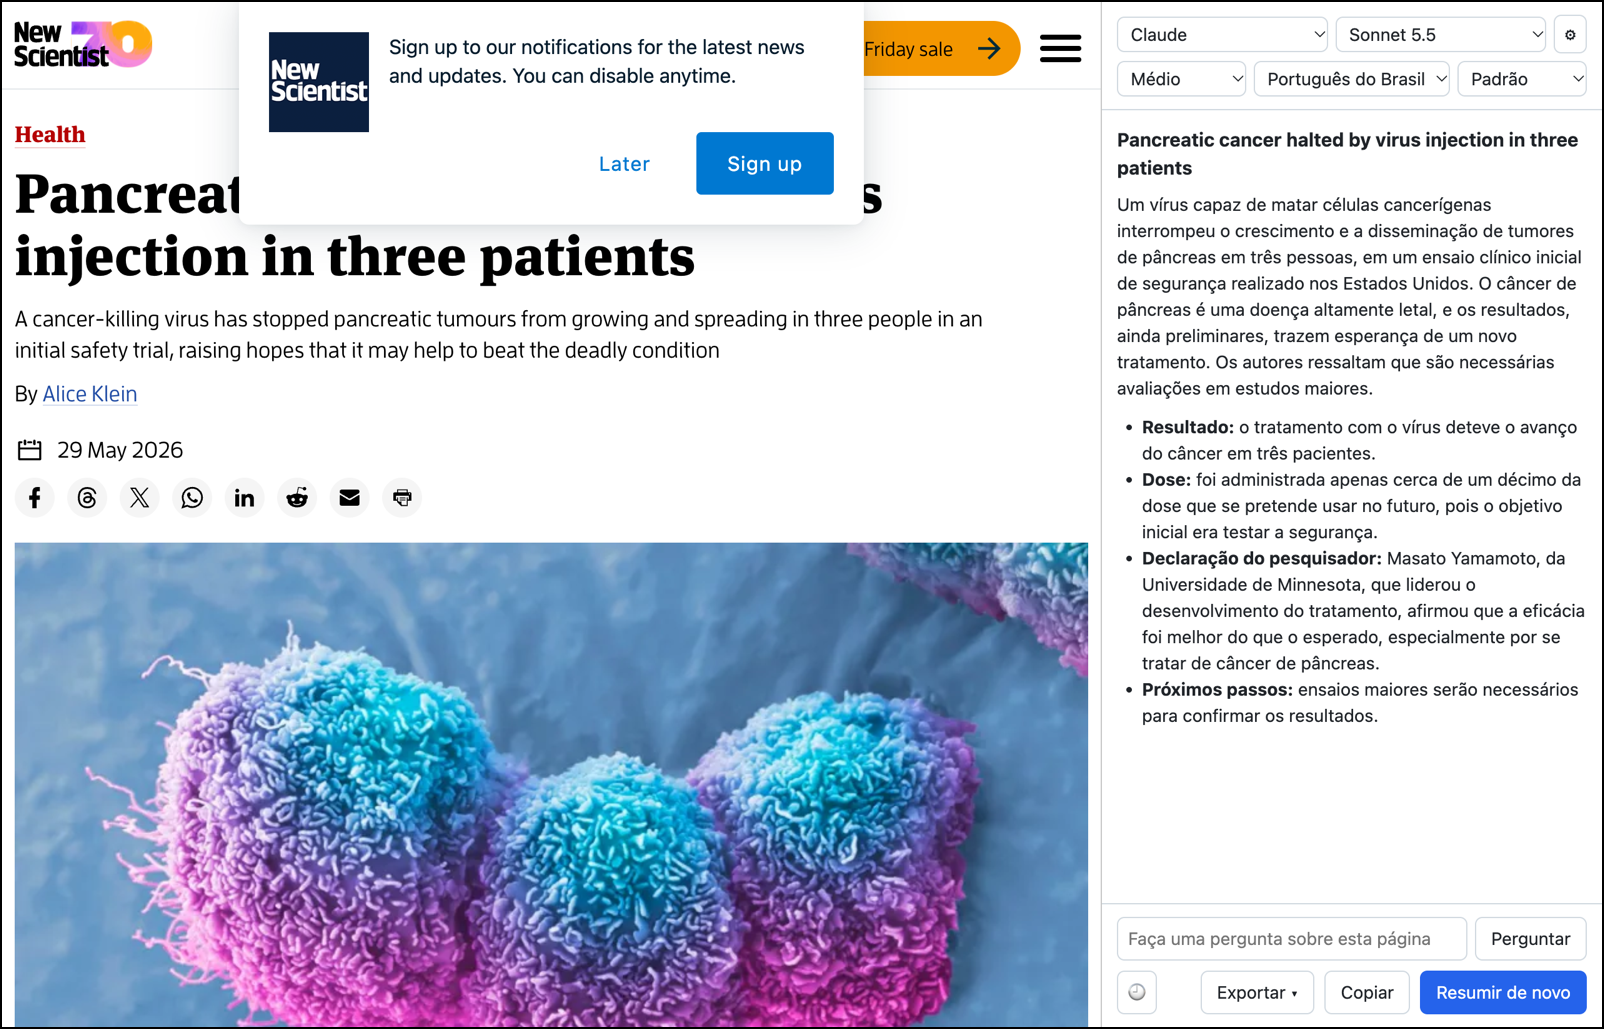 New
Scientist
70
New
Scientist
Sign up to our notifications for the latest news
and updates. You can disable anytime.
Later
Sign up
Friday sale
Health
Pancreat
s
injection in three patients
A cancer-killing virus has stopped pancreatic tumours from growing and spreading in three people in an
initial safety trial, raising hopes that it may help to beat the deadly condition
By Alice Klein
29 May 2026
Claude
Sonnet 5.5
Médio
Português do Brasil
Padrão
Pancreatic cancer halted by virus injection in three
patients
Um vírus capaz de matar células cancerígenas
interrompeu o crescimento e a disseminação de tumores
de pâncreas em três pessoas, em um ensaio clínico inicial
de segurança realizado nos Estados Unidos. O câncer de
pâncreas é uma doença altamente letal, e os resultados,
ainda preliminares, trazem esperança de um novo
tratamento. Os autores ressaltam que são necessárias
avaliações em estudos maiores.
• Resultado: o tratamento com o vírus deteve o avanço
do câncer em três pacientes.
• Dose: foi administrada apenas cerca de um décimo da
dose que se pretende usar no futuro, pois o objetivo
inicial era testar a segurança.
• Declaração do pesquisador: Masato Yamamoto, da
Universidade de Minnesota, que liderou o
desenvolvimento do tratamento, afirmou que a eficácia
foi melhor do que o esperado, especialmente por se
tratar de câncer de pâncreas.
• Próximos passos: ensaios maiores serão necessários
para confirmar os resultados.
Faça uma pergunta sobre esta página
Perguntar
Exportar ▾
Copiar
Resumir de novo